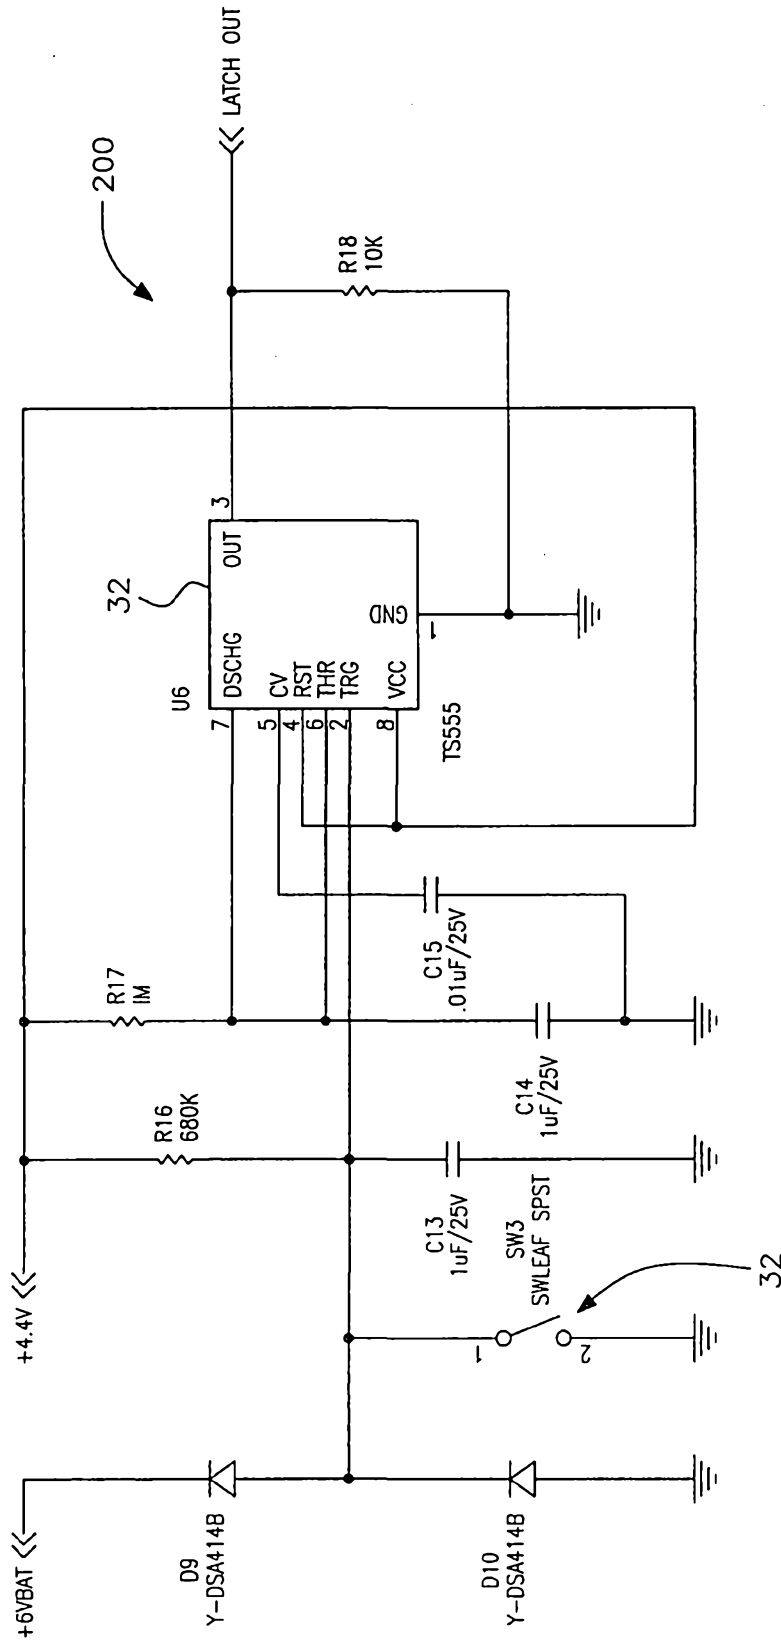 +6VBAT
D9
Y-DSA414B
D10
Y-DSA414B
+4.4V
1
2
SW3
SWLEAF SPST
32
C13
1uF/25V
R16
680K
R17
1M
C14
1uF/25V
C15
.01uF/25V
U6
7
5
4
6
2
8
DSCHG
CV
RST
THR
TRG
VCC
TS555
32
OUT
3
GND
1
R18
10K
200
LATCH OUT